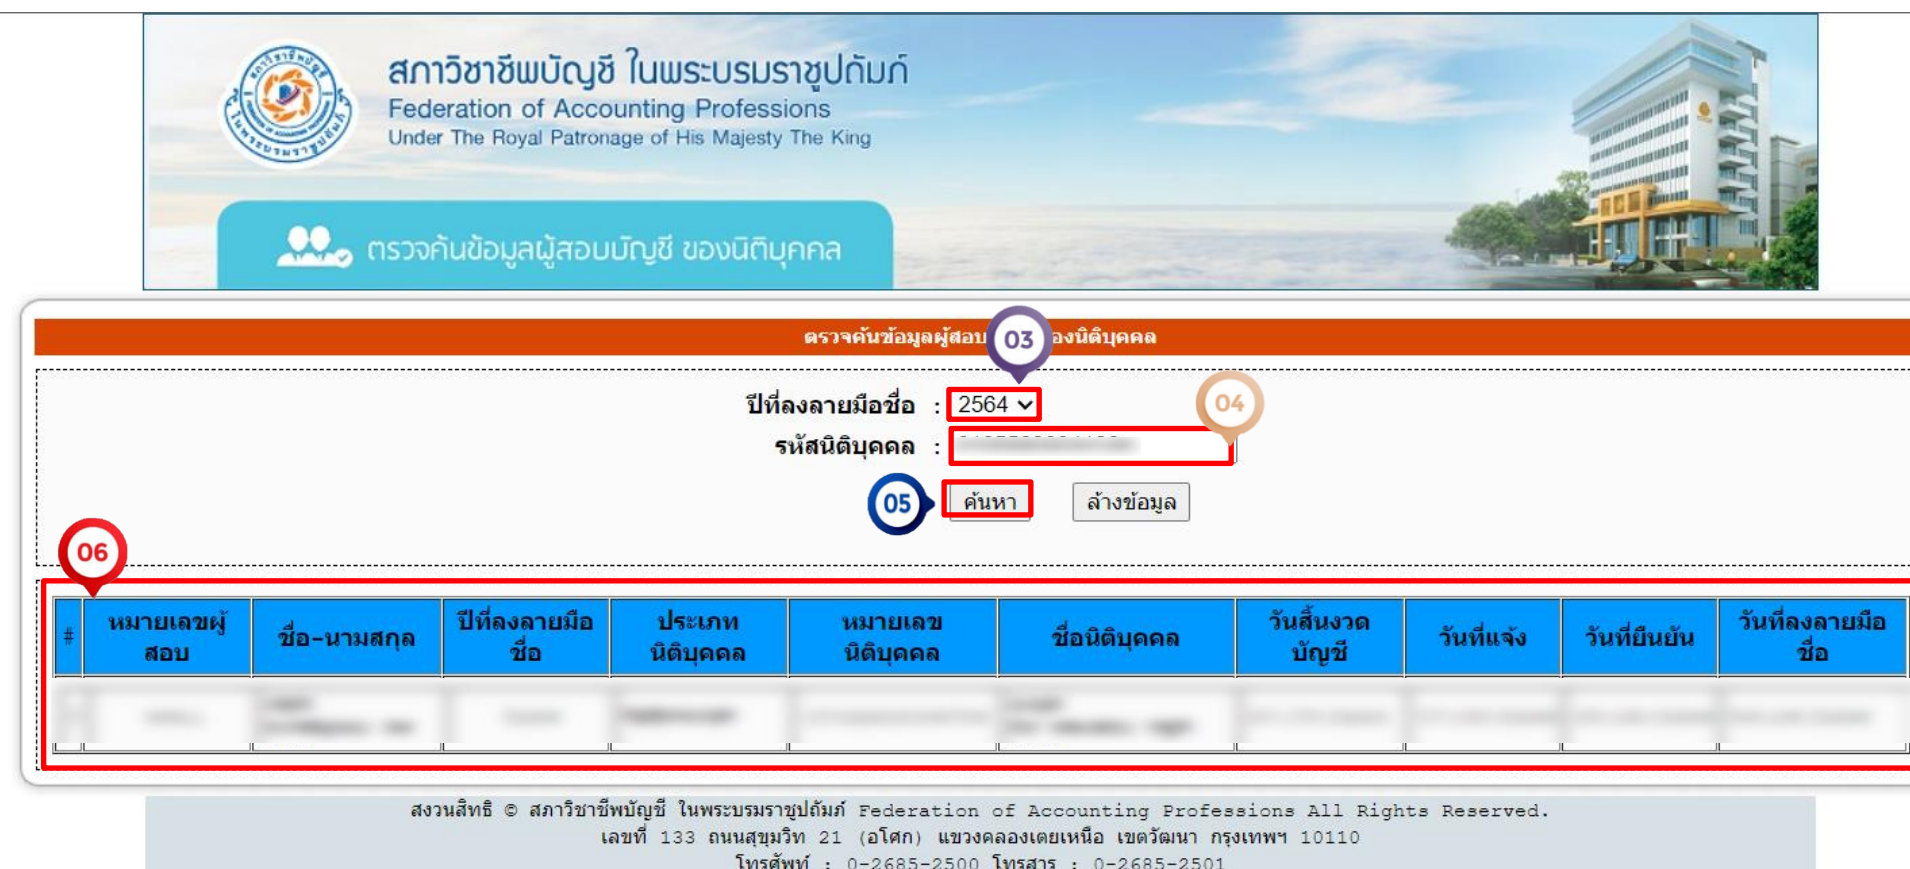 สภาวิชาชีพบัญชี ในพระบรมราชูปถัมภ์
Federation of Accounting Professions
Under The Royal Patronage of His Majesty The King
ตรวจค้นข้อมูลผู้สอบบัญชี ของนิติบุคคล
ตรวจค้นข้อมูลผู้สอบ 03 องนิติบุคคล
ปีที่ลงลายมือชื่อ : 2564
04
รหัสนิติบุคคล :
05 ค้นหา ล้างข้อมูล
06
# หมายเลขผู้สอบ ชื่อ-นามสกุล ปีที่ลงลายมือชื่อ ประเภทนิติบุคคล หมายเลขนิติบุคคล ชื่อนิติบุคคล วันสิ้นงวดบัญชี วันที่แจ้ง วันที่ยืนยัน วันที่ลงลายมือชื่อ
สงวนสิทธิ © สภาวิชาชีพบัญชี ในพระบรมราชูปถัมภ์ Federation of Accounting Professions All Rights Reserved.
เลขที่ 133 ถนนสุขุมวิท 21 (อโศก) แขวงคลองเตยเหนือ เขตวัฒนา กรุงเทพฯ 10110
โทรศัพท์ : 0-2685-2500 โทรสาร : 0-2685-2501